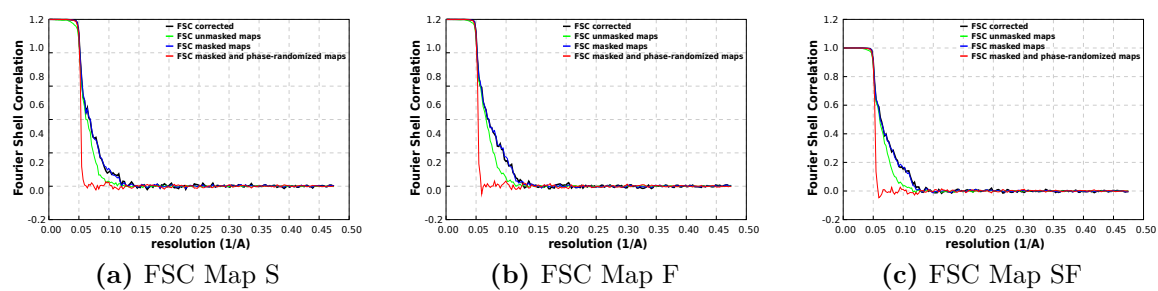 1.2
1.0
0.8
0.6
0.4
0.2
0.0
-0.2
Fourier Shell Correlation
FSC corrected
FSC unmasked maps
FSC masked maps
FSC masked and phase-randomized maps
0.00 0.05 0.10 0.15 0.20 0.25 0.30 0.35 0.40 0.45 0.50
resolution (1/A)
(a) FSC Map S
1.2
1.0
0.8
0.6
0.4
0.2
0.0
-0.2
Fourier Shell Correlation
FSC corrected
FSC unmasked maps
FSC masked maps
FSC masked and phase-randomized maps
0.00 0.05 0.10 0.15 0.20 0.25 0.30 0.35 0.40 0.45 0.50
resolution (1/A)
(b) FSC Map F
1.2
1.0
0.8
0.6
0.4
0.2
0.0
-0.2
Fourier Shell Correlation
FSC corrected
FSC unmasked maps
FSC masked maps
FSC masked and phase-randomized maps
0.00 0.05 0.10 0.15 0.20 0.25 0.30 0.35 0.40 0.45 0.50
resolution (1/A)
(c) FSC Map SF